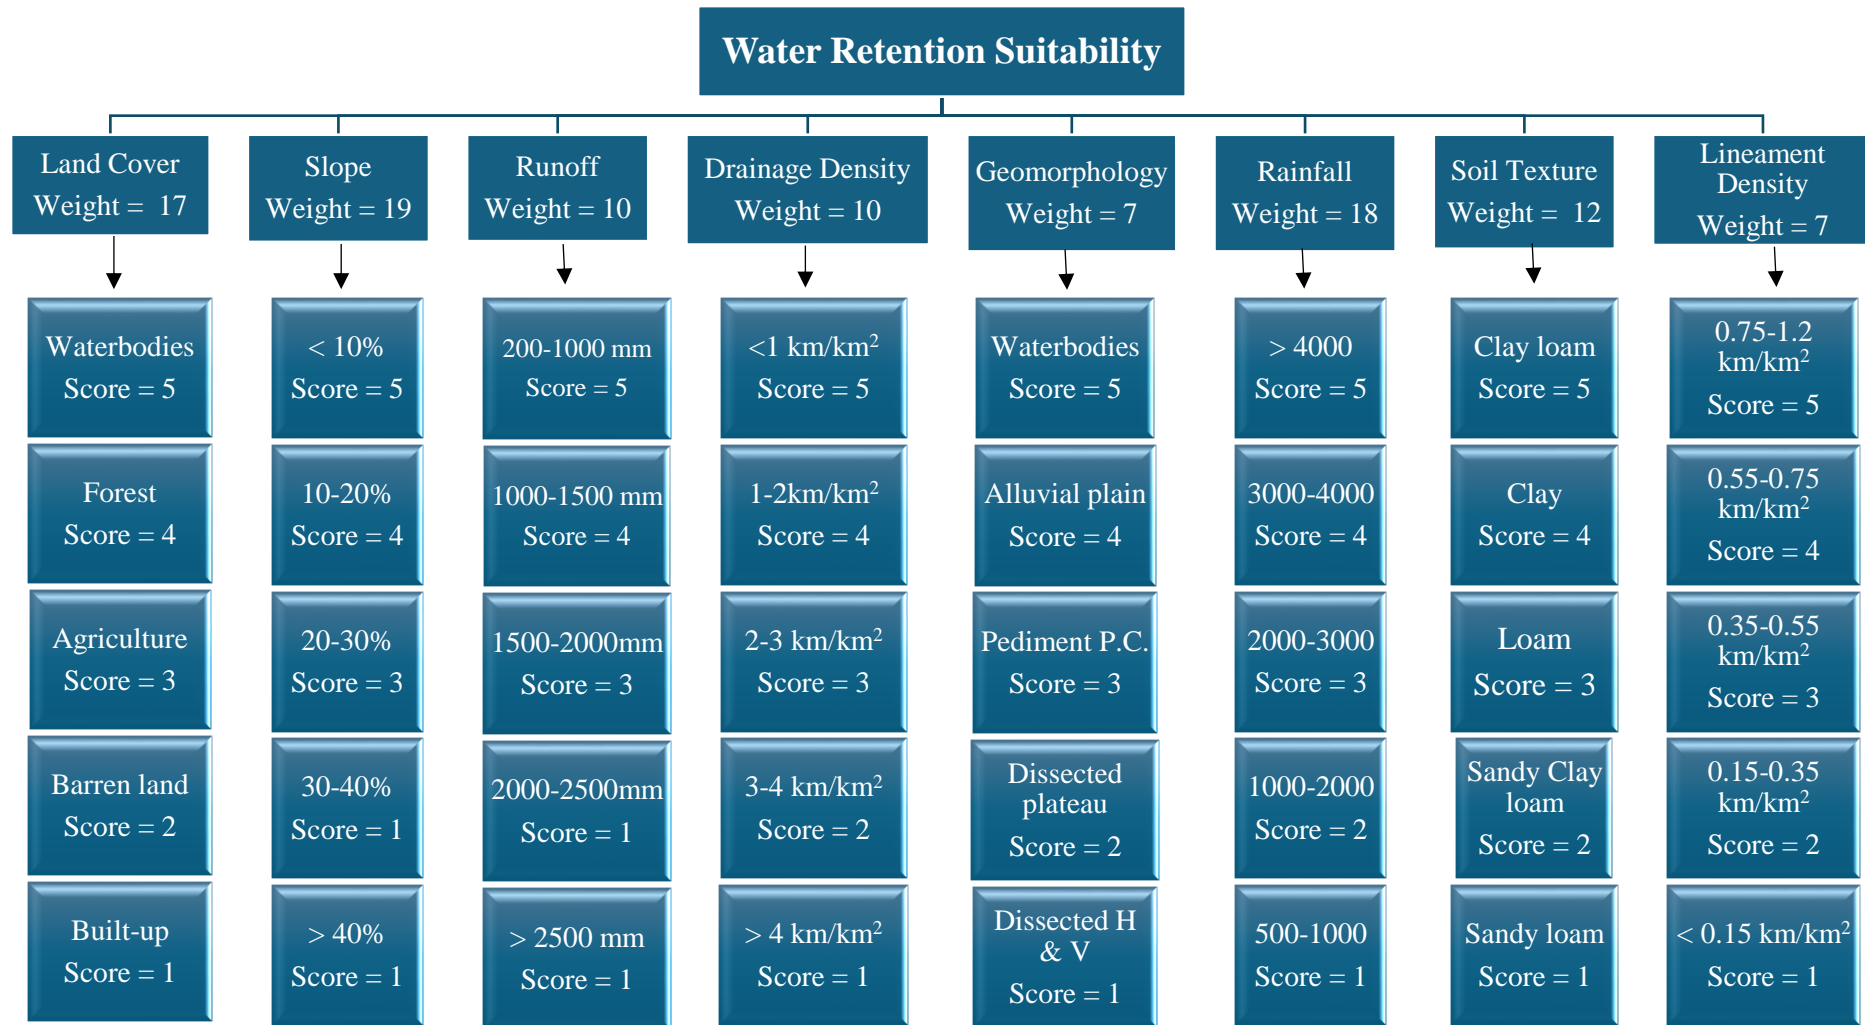 Water Retention Suitability
Land Cover
Weight =  17
Slope
Weight = 19
Runoff
Weight = 10
Drainage Density
Weight = 10
Geomorphology
Weight = 7
Rainfall
Weight = 18
Soil Texture
Weight =  12
Lineament
Density
Weight = 7
Waterbodies
Score = 5
Forest
Score = 4
Agriculture
Score = 3
Barren land
Score = 2
Built-up
Score = 1
< 10%
Score = 5
10-20%
Score = 4
20-30%
Score = 3
30-40%
Score = 1
> 40%
Score = 1
200-1000 mm
Score = 5
1000-1500 mm
Score = 4
1500-2000mm
Score = 3
2000-2500mm
Score = 1
> 2500 mm
Score = 1
<1 km/km²
Score = 5
1-2km/km²
Score = 4
2-3 km/km²
Score = 3
3-4 km/km²
Score = 2
> 4 km/km²
Score = 1
Waterbodies
Score = 5
Alluvial plain
Score = 4
Pediment P.C.
Score = 3
Dissected
plateau
Score = 2
Dissected H
& V
Score = 1
> 4000
Score = 5
3000-4000
Score = 4
2000-3000
Score = 3
1000-2000
Score = 2
500-1000
Score = 1
Clay loam
Score = 5
Clay
Score = 4
Loam
Score = 3
Sandy Clay
loam
Score = 2
Sandy loam
Score = 1
0.75-1.2
km/km²
Score = 5
0.55-0.75
km/km²
Score = 4
0.35-0.55
km/km²
Score = 3
0.15-0.35
km/km²
Score = 2
< 0.15 km/km²
Score = 1